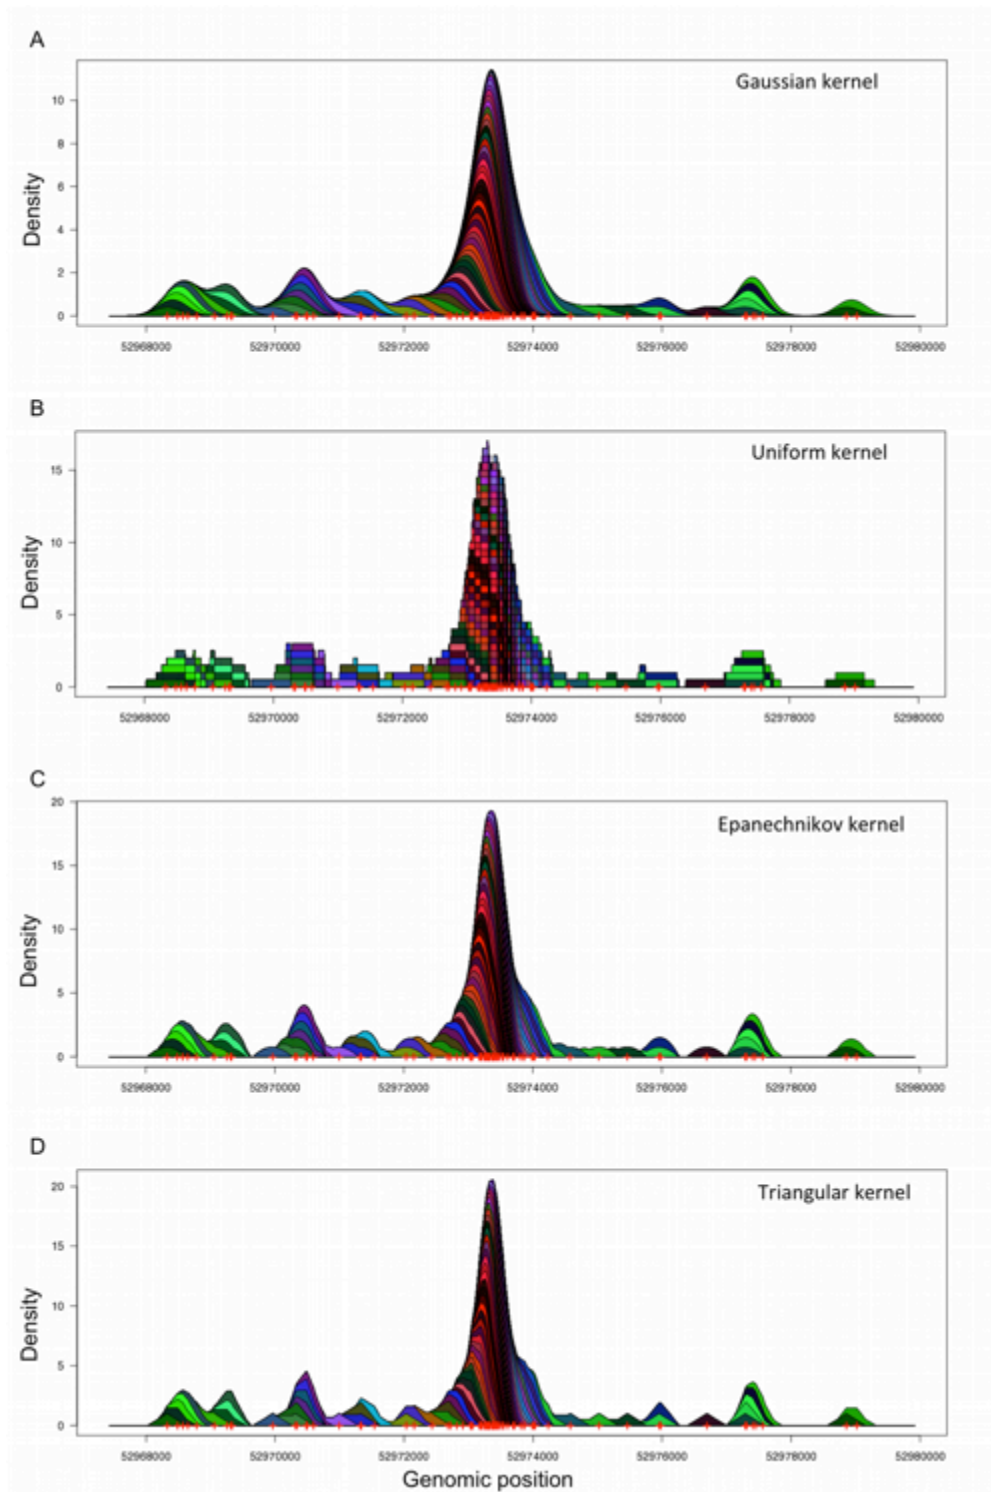 A
Gaussian kernel
Density
10
8
6
4
2
0
52968000 52970000 52972000 52974000 52976000 52978000 52980000
B
Uniform kernel
Density
15
10
5
0
52968000 52970000 52972000 52974000 52976000 52978000 52980000
C
Epanechnikov kernel
Density
20
15
10
5
0
52968000 52970000 52972000 52974000 52976000 52978000 52980000
D
Triangular kernel
Density
20
15
10
5
0
52968000 52970000 52972000 52974000 52976000 52978000 52980000
Genomic position